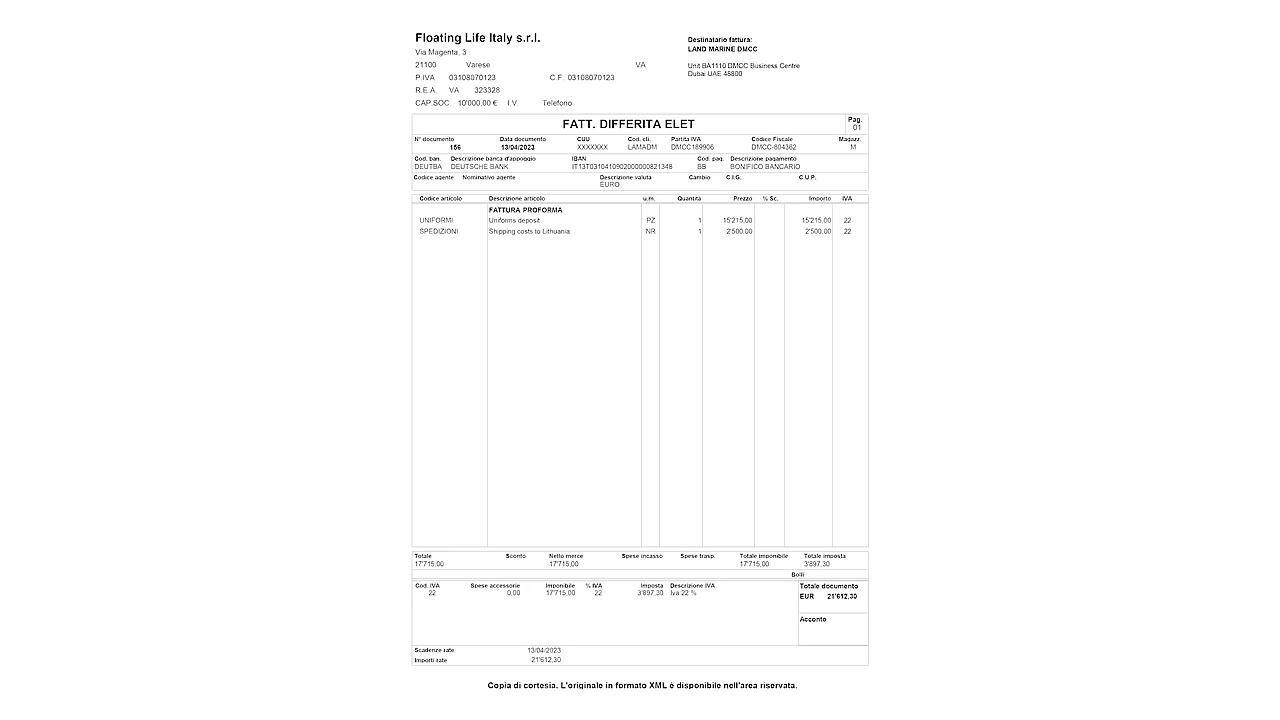 Floating Life Italy s.r.l.
Via Magenta, 3
21100 Varese VA
P.IVA 03108070123 C.F. 03108070123
R.E.A. VA 323328
CAP.SOC. 10'000.00 € I.V. Telefono
Destinatario fattura:
LAND MARINE DMCC
Unit BA1110 DMCC Business Centre
Dubai UAE 48800
FATT. DIFFERITA ELET
Pag.
01
N° documento Data documento CUU Cod. cli. Partita IVA Codice Fiscale Magazz.
156 13/04/2023 XXXXXXX LAMADM DMCC189906 DMCC-804362 M
Cod. ban. Descrizione banca d'appoggio IBAN Cod. pag. Descrizione pagamento
DEUTBA DEUTSCHE BANK IT13T0310410902000000821348 BB BONIFICO BANCARIO
Codice agente Nominativo agente Descrizione valuta Cambio C.I.G. C.U.P.
EURO
Codice articolo Descrizione articolo u.m. Quantita Prezzo % Sc. Importo IVA
FATTURA PROFORMA
UNIFORMI Uniforms deposit PZ 1 15'215,00 15'215,00 22
SPEDIZIONI Shipping costs to Lithuania NR 1 2'500,00 2'500,00 22
Totale Sconto Netto merce Spese incasso Spese trasp. Totale imponibile Totale imposta
17'715,00 17'715,00 17'715,00 3'897,30
Bolli
Cod. IVA Spese accessorie Imponibile % IVA Imposta Descrizione IVA Totale documento
22 0,00 17'715,00 22 3'897,30 Iva 22 % EUR 21'612,30
Acconto
Scadenze rate 13/04/2023
Importi rate 21'612,30
Copia di cortesia. L'originale in formato XML è disponibile nell'area riservata.